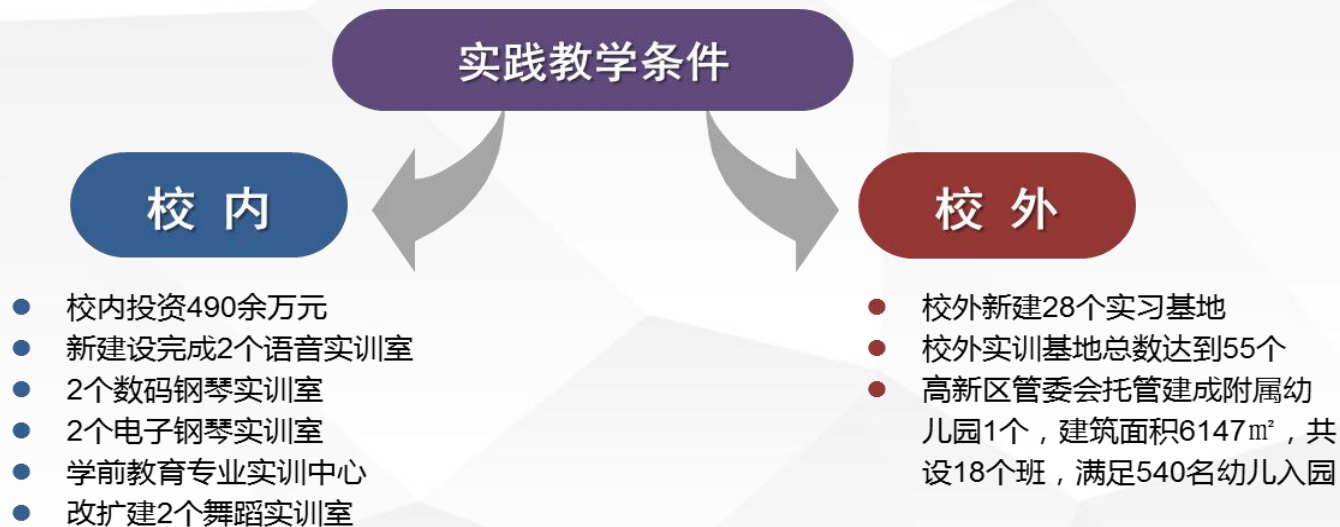 实践教学条件
校 内
校内投资490余万元
新建设完成2个语音实训室
2个数码钢琴实训室
2个电子钢琴实训室
学前教育专业实训中心
改扩建2个舞蹈实训室
校 外
校外新建28个实习基地
校外实训基地总数达到55个
高新区管委会托管建成附属幼
儿园1个，建筑面积6147㎡，共
设18个班，满足540名幼儿入园